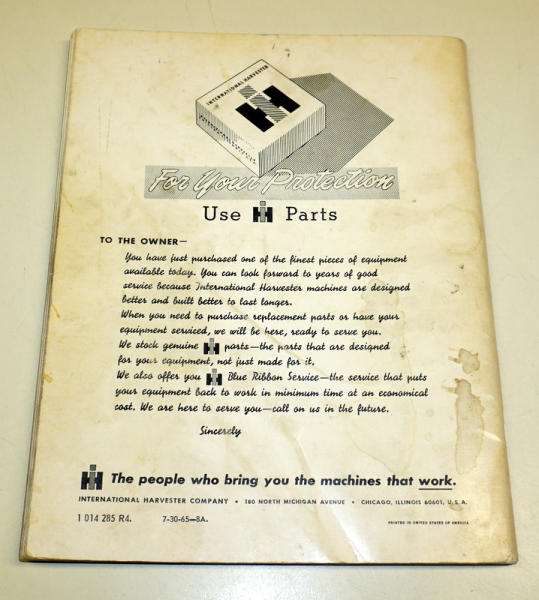 INTERNATIONAL HARVESTER
IH
For Your Protection
Use IH Parts
TO THE OWNER—
You have just purchased one of the finest pieces of equipment
available today. You can look forward to years of good
service because International Harvester machines are designed
better and built better to last longer.
When you need to purchase replacement parts or have your
equipment serviced, we will be here, ready to serve you.
We stock genuine IH parts—the parts that are designed
for your equipment, not just made for it.
We also offer you IH Blue Ribbon Service—the service that puts
your equipment back to work in minimum time at an economical
cost. We are here to serve you—call on us in the future.
Sincerely
IH The people who bring you the machines that work.
INTERNATIONAL HARVESTER COMPANY • 180 NORTH MICHIGAN AVENUE • CHICAGO, ILLINOIS 60601, U.S.A.
1 014 285 R4. 7-30-65—8A. PRINTED IN UNITED STATES OF AMERICA